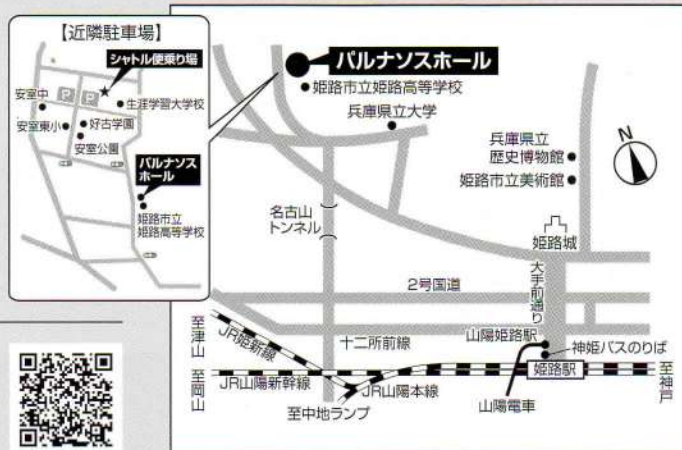 【近隣駐車場】
シャトル便乗り場
安室中
P
P
生涯学習大学校
安室東小
好古学園
安室公園
パルナソス
ホール
姫路市立
姫路高等学校
パルナソスホール
姫路市立姫路高等学校
兵庫県立大学
兵庫県立
歴史博物館
姫路市立美術館
N
名古山
トンネル
姫路城
大手前通り
2号国道
至津山
JR姫新線
十二所前線
山陽姫路駅
神姫バスのりば
至岡山
JR山陽新幹線
JR山陽本線
姫路駅
至神戸
至中地ランプ
山陽電車